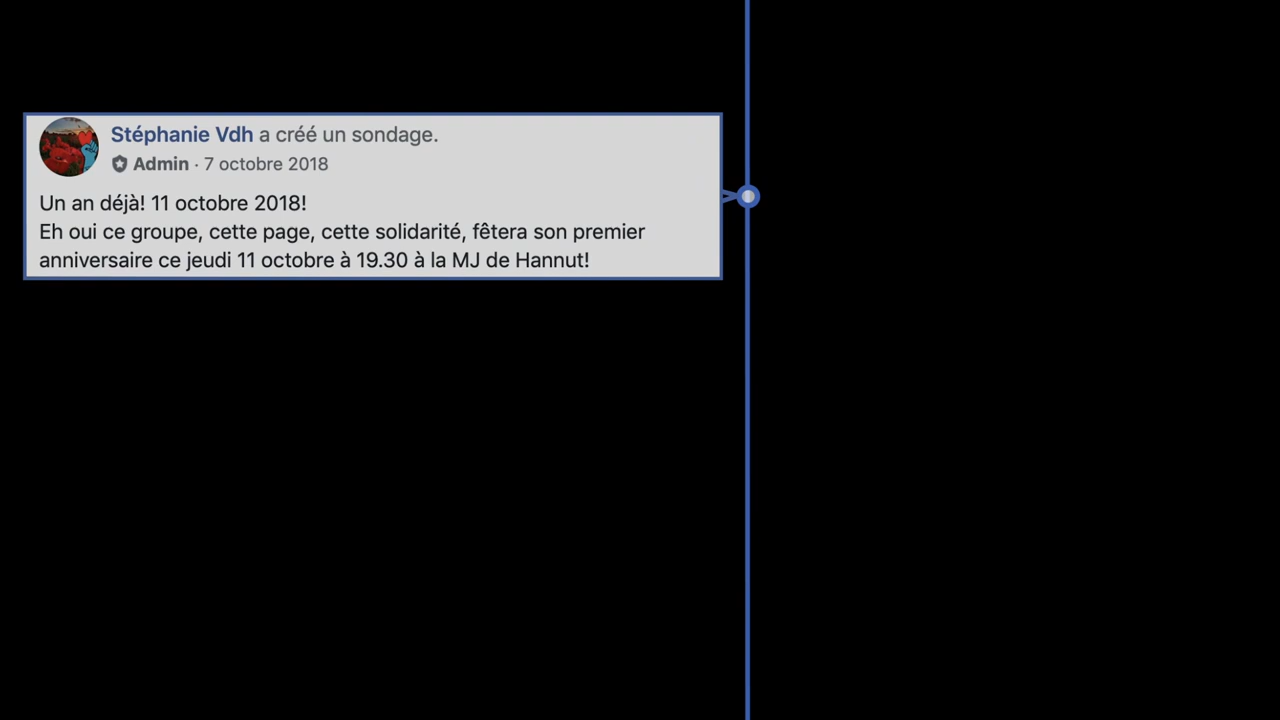 Stéphanie Vdh a créé un sondage.
Admin · 7 octobre 2018
Un an déjà! 11 octobre 2018!
Eh oui ce groupe, cette page, cette solidarité, fêtera son premier
anniversaire ce jeudi 11 octobre à 19.30 à la MJ de Hannut!